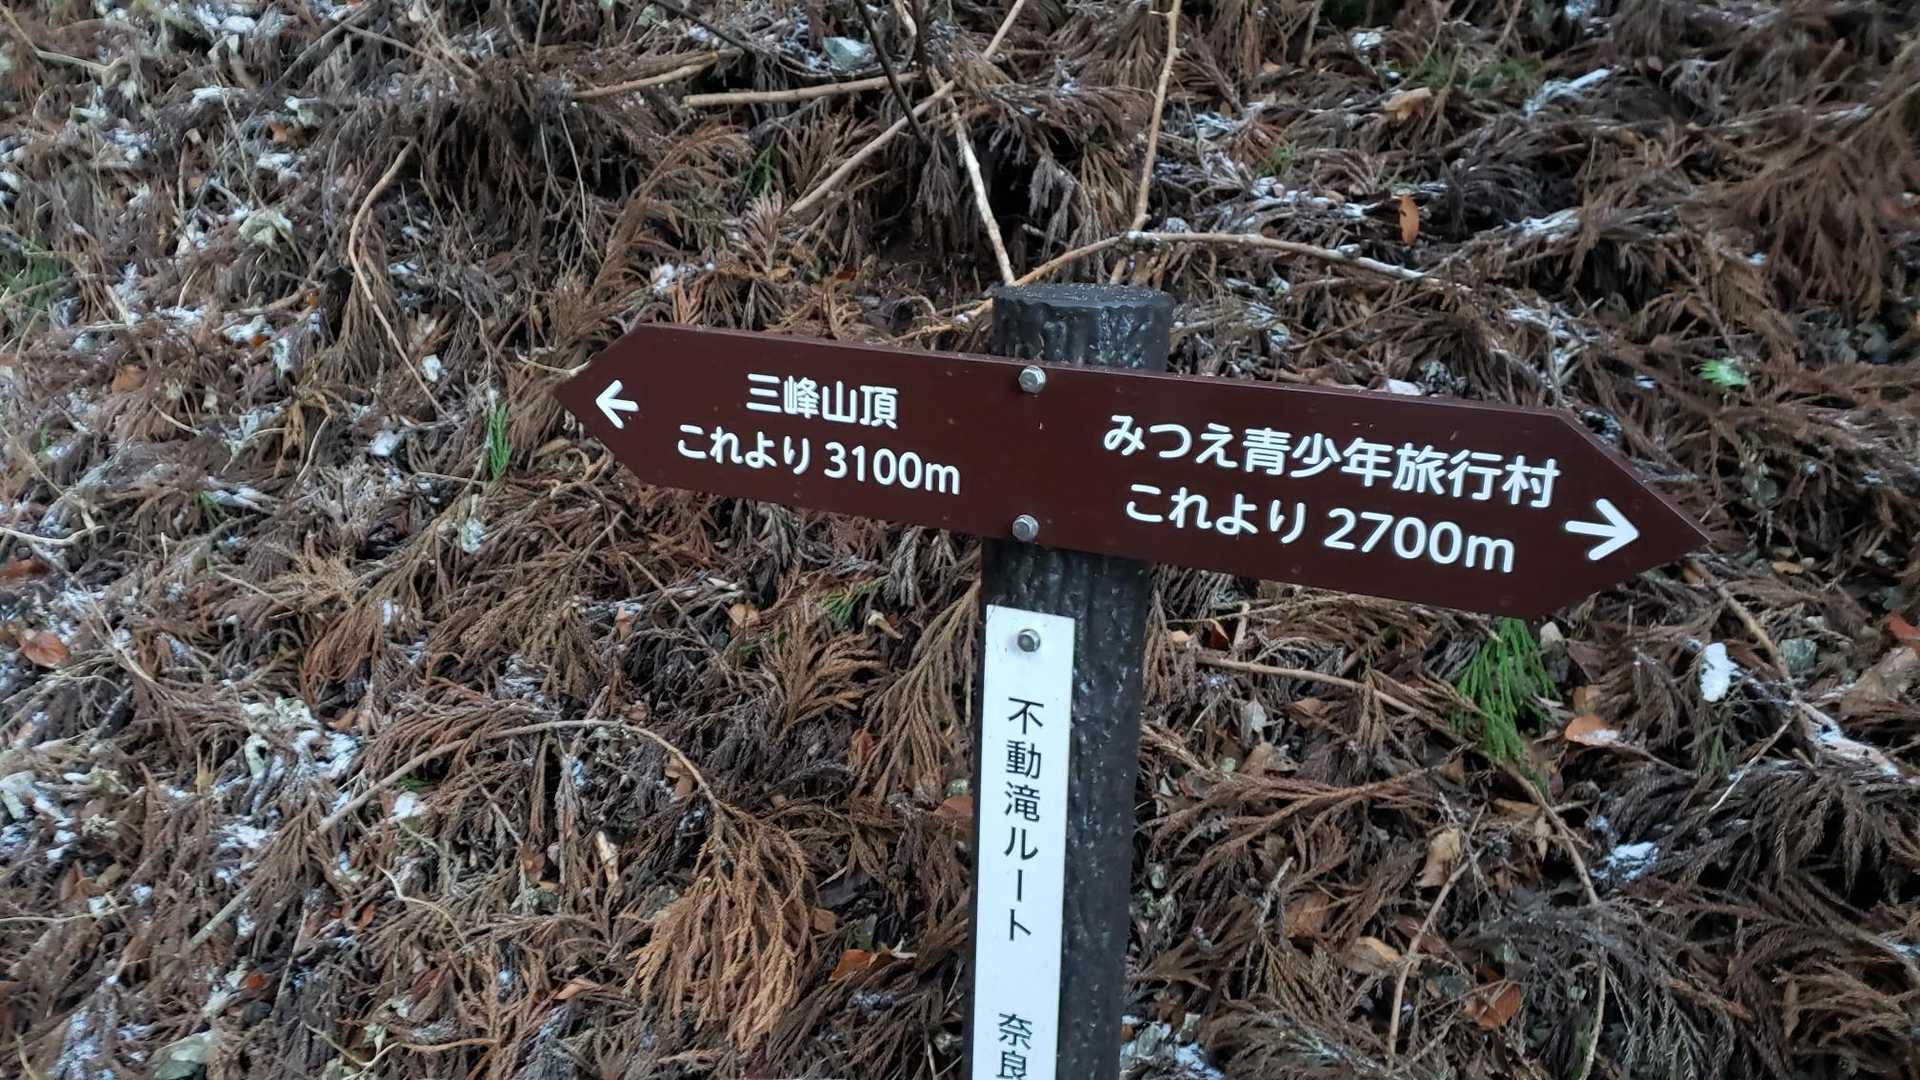 三峰山頂
これより 3100m
みつえ青少年旅行村
これより 2700m
不動滝ルート 奈良